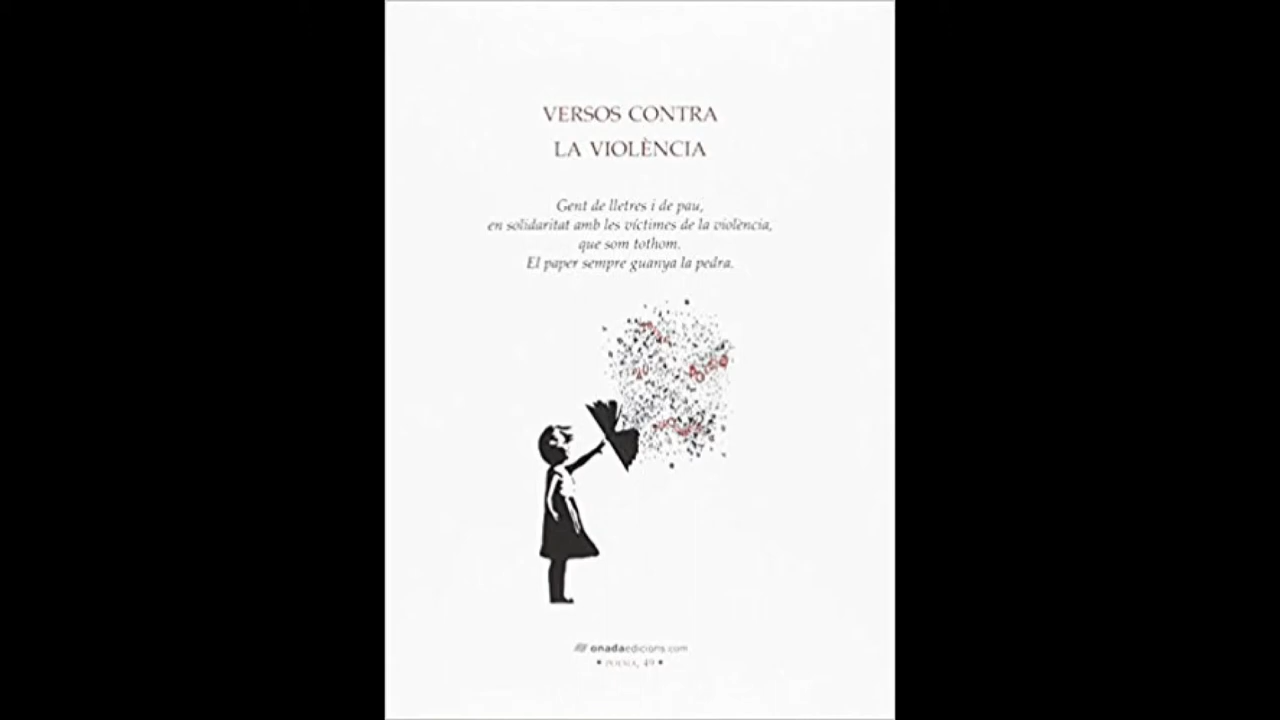 VERSOS CONTRA
LA VIOLÈNCIA
Gent de lletres i de pau,
en solidaritat amb les víctimes de la violència,
que som tothom.
El paper sempre guanya la pedra.
onadaedicions.com
• POESIA, 49 •